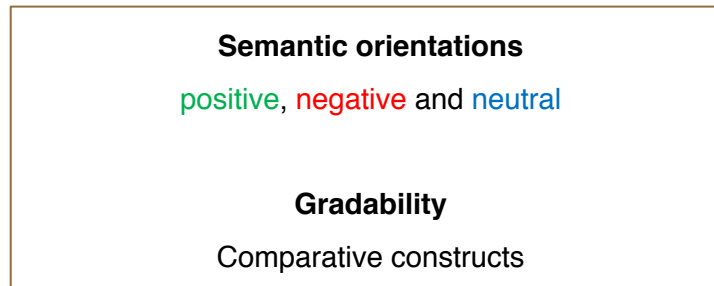 Semantic orientations
positive, negative and neutral
Gradability
Comparative constructs